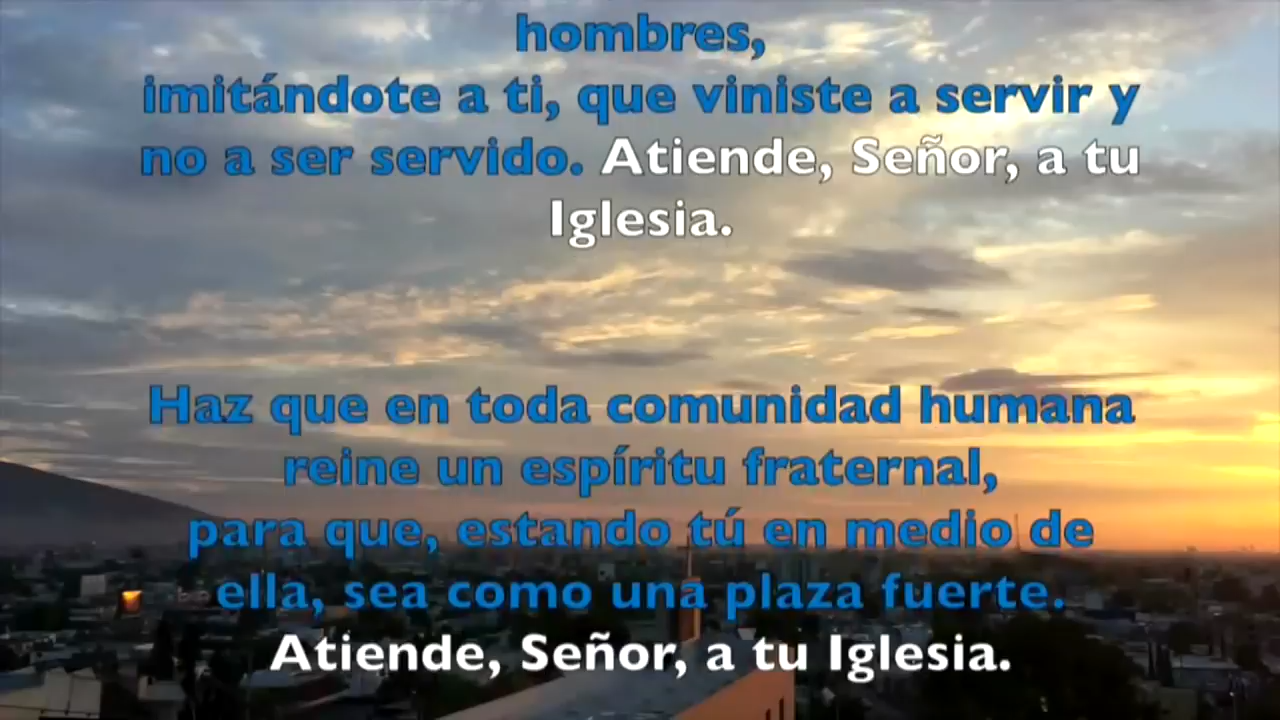 hombres,
imitándote a ti, que viniste a servir y
no a ser servido. Atiende, Señor, a tu
Iglesia.
Haz que en toda comunidad humana
reine un espíritu fraternal,
para que, estando tú en medio de
ella, sea como una plaza fuerte.
Atiende, Señor, a tu Iglesia.